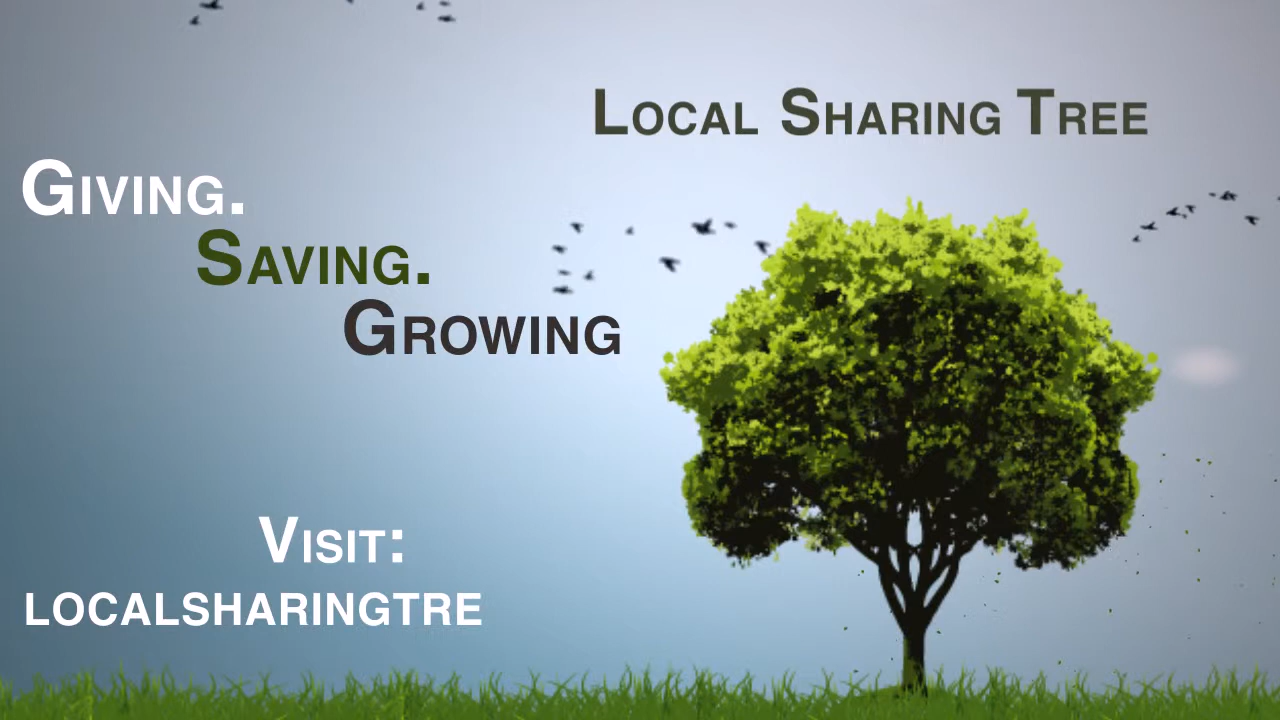 Local Sharing Tree
Giving.
Saving.
Growing
Visit:
LOCALSHARINGTRE